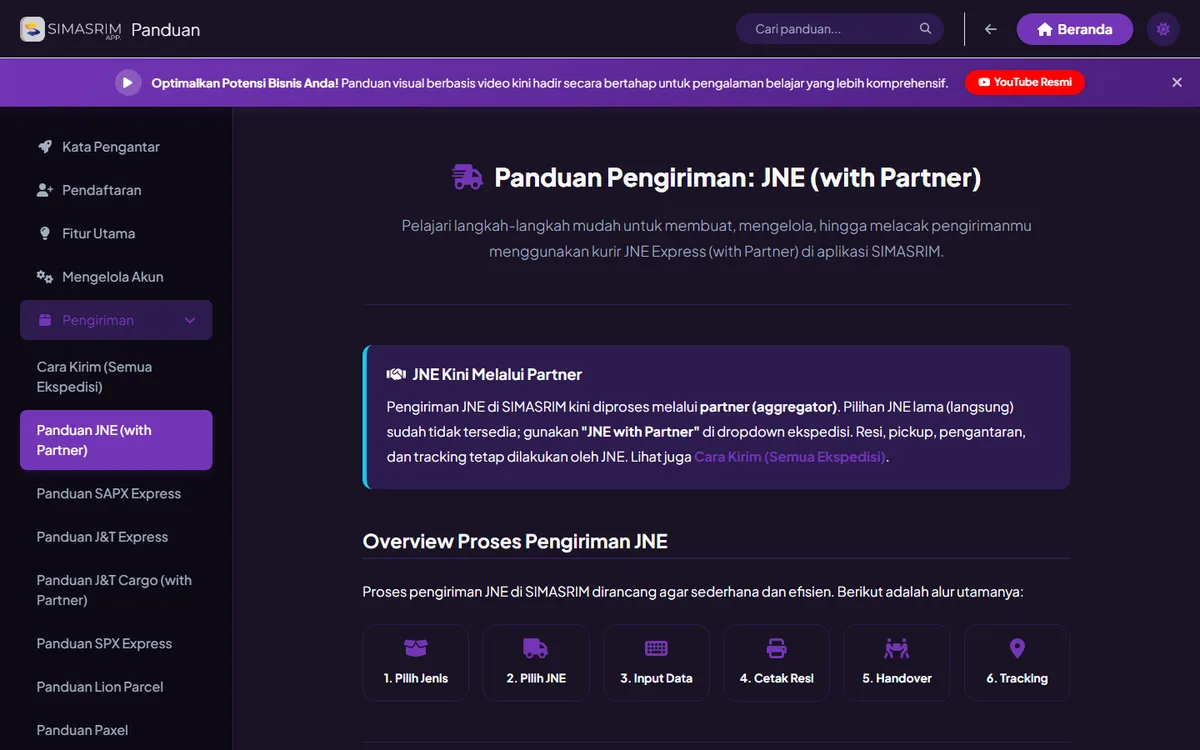 SIMASRIM APP. Panduan
Cari panduan...
Beranda
Optimalkan Potensi Bisnis Anda! Panduan visual berbasis video kini hadir secara bertahap untuk pengalaman belajar yang lebih komprehensif.
YouTube Resmi
Kata Pengantar
Pendaftaran
Fitur Utama
Mengelola Akun
Pengiriman
Cara Kirim (Semua
Ekspedisi)
Panduan JNE (with
Partner)
Panduan SAPX Express
Panduan J&T Express
Panduan J&T Cargo (with
Partner)
Panduan SPX Express
Panduan Lion Parcel
Panduan Paxel
Panduan Pengiriman: JNE (with Partner)
Pelajari langkah-langkah mudah untuk membuat, mengelola, hingga melacak pengirimanmu
menggunakan kurir JNE Express (with Partner) di aplikasi SIMASRIM.
JNE Kini Melalui Partner
Pengiriman JNE di SIMASRIM kini diproses melalui partner (aggregator). Pilihan JNE lama (langsung)
sudah tidak tersedia; gunakan "JNE with Partner" di dropdown ekspedisi. Resi, pickup, pengantaran,
dan tracking tetap dilakukan oleh JNE. Lihat juga Cara Kirim (Semua Ekspedisi).
Overview Proses Pengiriman JNE
Proses pengiriman JNE di SIMASRIM dirancang agar sederhana dan efisien. Berikut adalah alur utamanya:
1. Pilih Jenis
2. Pilih JNE
3. Input Data
4. Cetak Resi
5. Handover
6. Tracking